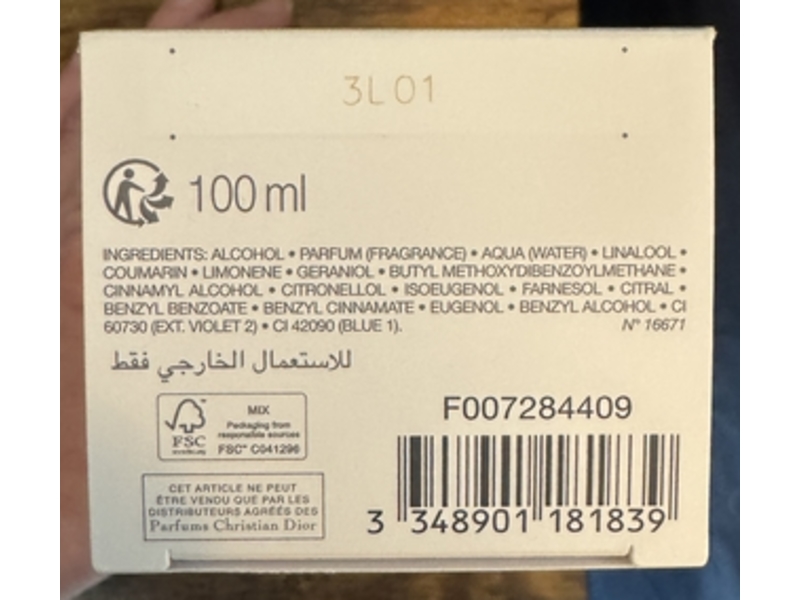 3L01
100 ml
INGREDIENTS: ALCOHOL • PARFUM (FRAGRANCE) • AQUA (WATER) • LINALOOL •
COUMARIN • LIMONENE • GERANIOL • BUTYL METHOXYDIBENZOYLMETHANE •
CINNAMYL ALCOHOL • CITRONELLOL • ISOEUGENOL • FARNESOL • CITRAL •
BENZYL BENZOATE • BENZYL CINNAMATE • EUGENOL • BENZYL ALCOHOL • CI
60730 (EXT. VIOLET 2) • CI 42090 (BLUE 1). N° 16671
للاستعمال الخارجي فقط
FSC
MIX
Packaging from
responsible sources
FSC™ C041296
F007284409
CET ARTICLE NE PEUT
ÊTRE VENDU QUE PAR LES
DISTRIBUTEURS AGRÉÉS DES
Parfums Christian Dior
3 348901 181839